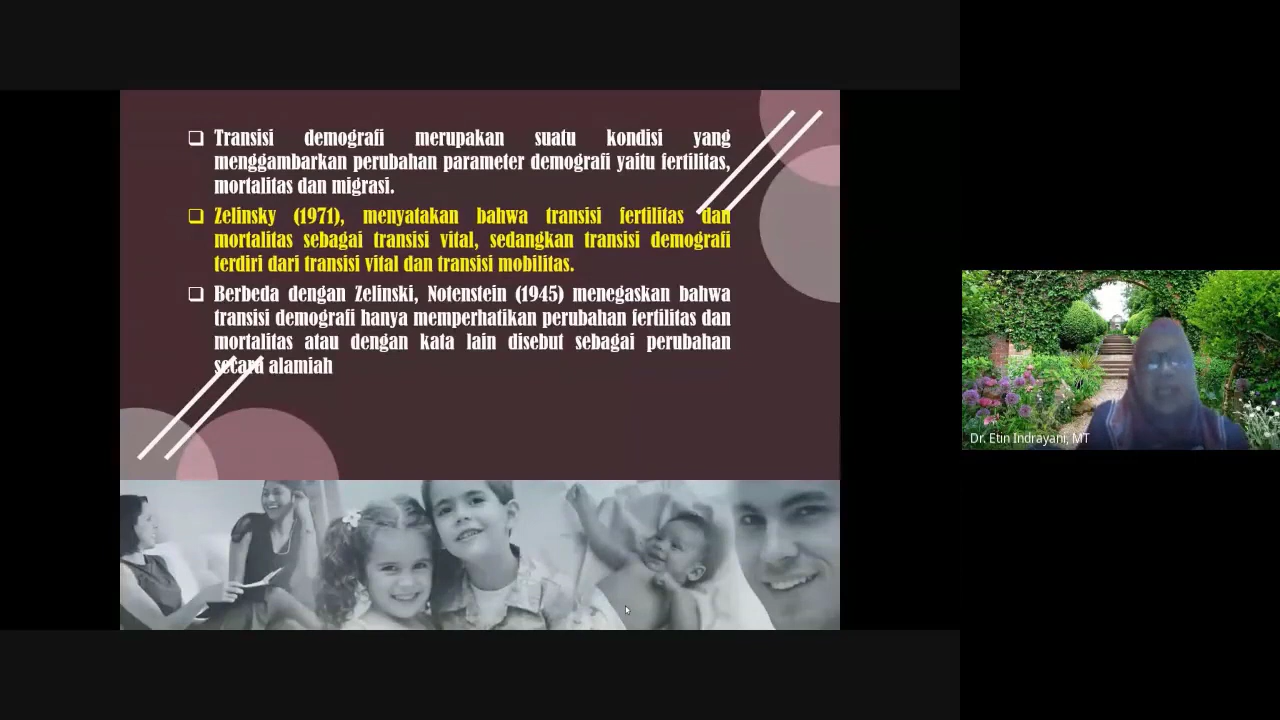 ❑ Transisi demografi merupakan suatu kondisi yang
menggambarkan perubahan parameter demografi yaitu fertilitas,
mortalitas dan migrasi.
❑ Zelinsky (1971), menyatakan bahwa transisi fertilitas dan
mortalitas sebagai transisi vital, sedangkan transisi demografi
terdiri dari transisi vital dan transisi mobilitas.
❑ Berbeda dengan Zelinski, Notenstein (1945) menegaskan bahwa
transisi demografi hanya memperhatikan perubahan fertilitas dan
mortalitas atau dengan kata lain disebut sebagai perubahan
secara alamiah
Dr. Etin Indrayani, MT